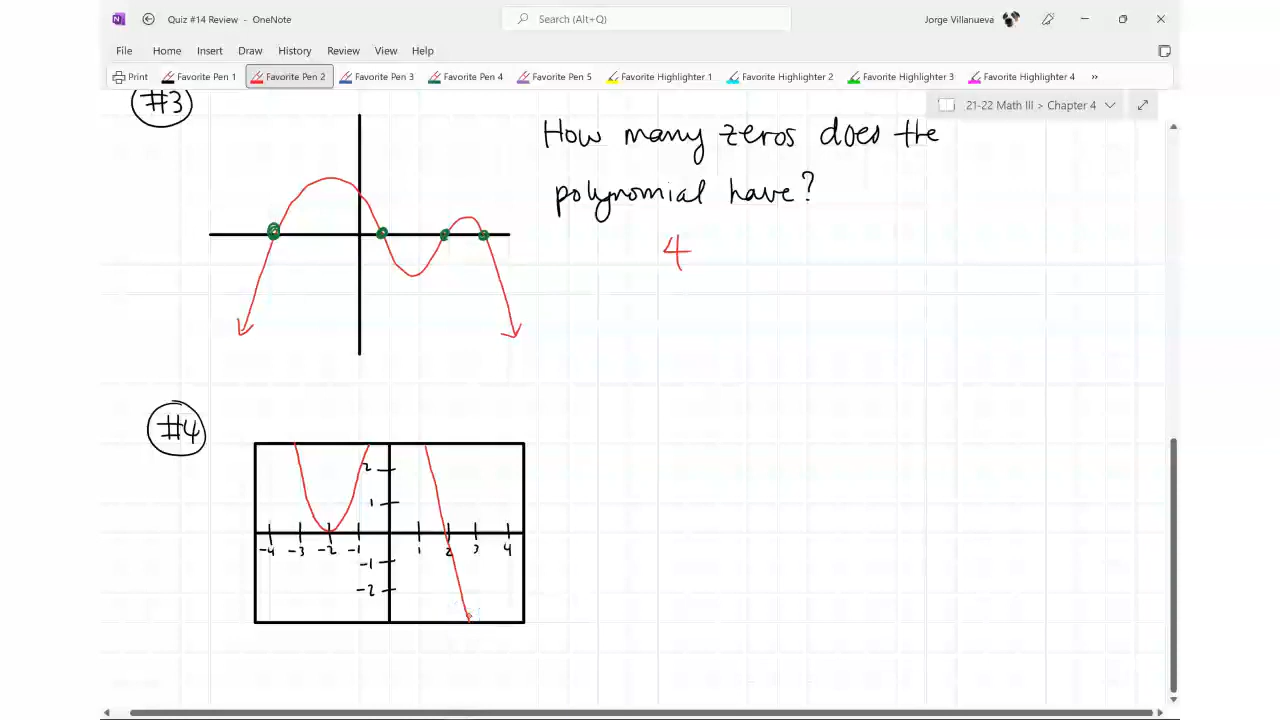 Quiz #14 Review - OneNote
Search (Alt+Q)
Jorge Villanueva
File Home Insert Draw History Review View Help
Print Favorite Pen 1 Favorite Pen 2 Favorite Pen 3 Favorite Pen 4 Favorite Pen 5 Favorite Highlighter 1 Favorite Highlighter 2 Favorite Highlighter 3 Favorite Highlighter 4
21-22 Math III > Chapter 4
#3
How many zeros does the
polynomial have?
4
#4
2
1
-4 -3 -2 -1 1 2 3 4
-1
-2